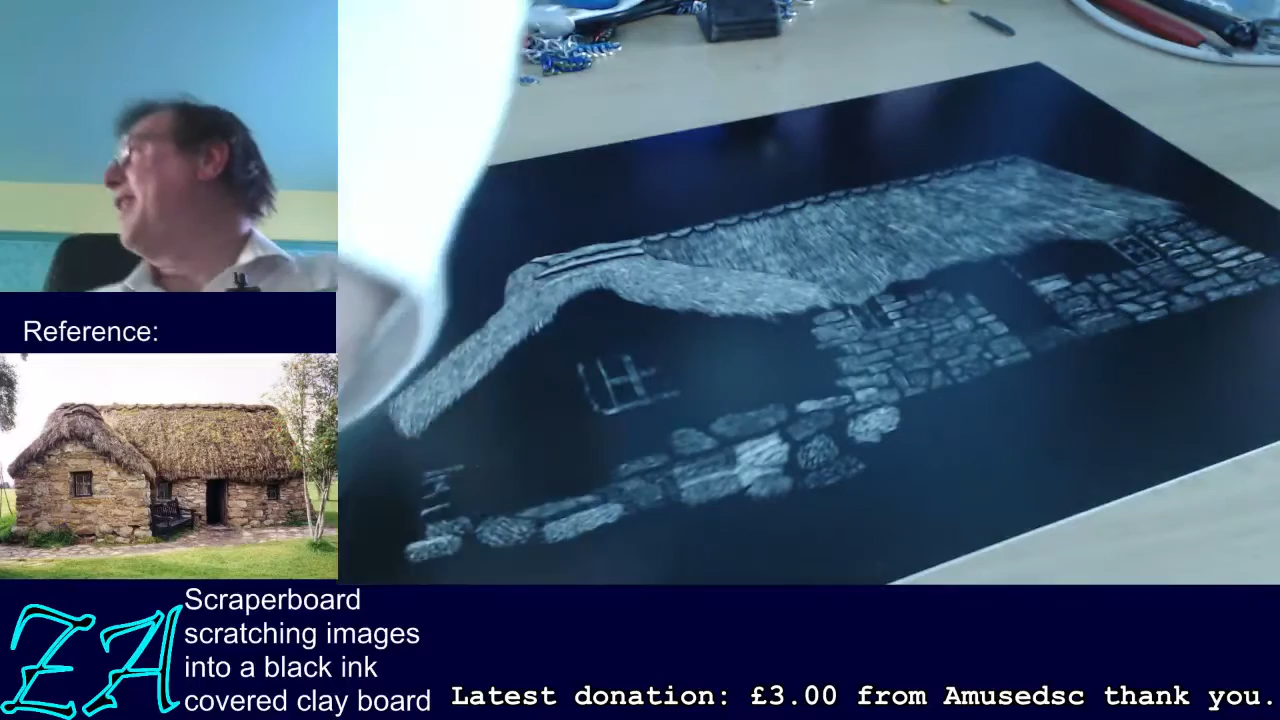 Reference:
ZA
Scraperboard
scratching images
into a black ink
covered clay board
Latest donation: £3.00 from Amusedsc thank you.